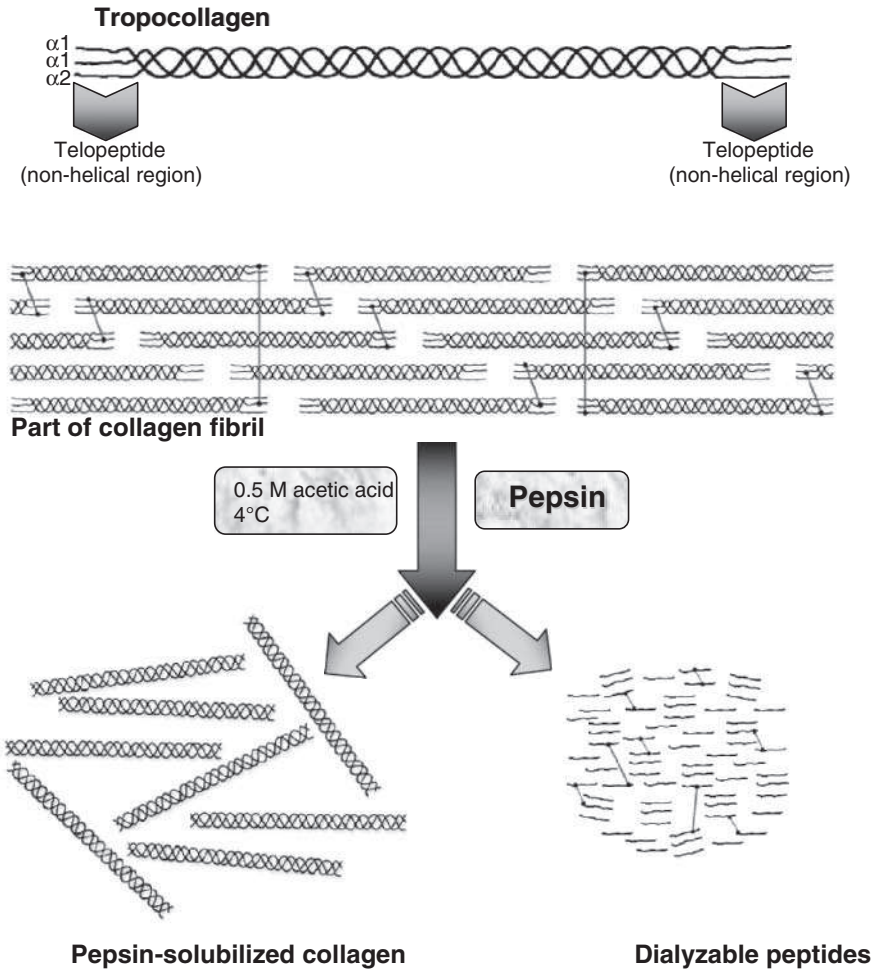 Tropocollagen
α1
α1
α2
Telopeptide
(non-helical region)
Telopeptide
(non-helical region)
Part of collagen fibril
0.5 M acetic acid
4°C
Pepsin
Pepsin-solubilized collagen
Dialyzable peptides